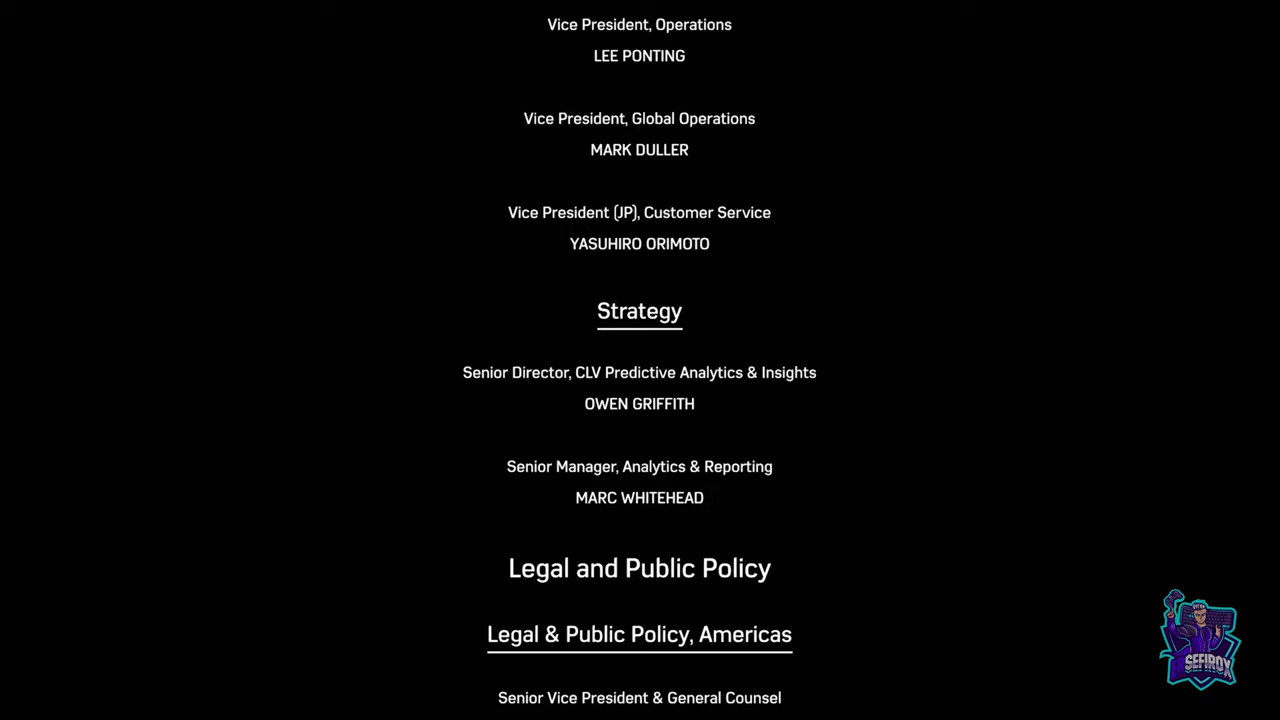 Vice President, Operations
LEE PONTING
Vice President, Global Operations
MARK DULLER
Vice President (JP), Customer Service
YASUHIRO ORIMOTO
Strategy
Senior Director, CLV Predictive Analytics & Insights
OWEN GRIFFITH
Senior Manager, Analytics & Reporting
MARC WHITEHEAD
Legal and Public Policy
Legal & Public Policy, Americas
Senior Vice President & General Counsel
SEFIROX